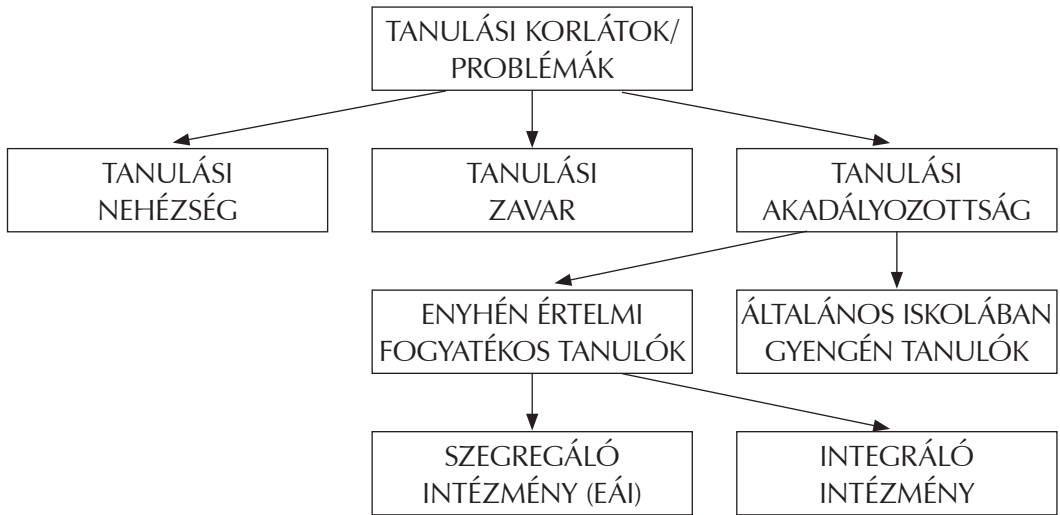 TANULÁSI KORLÁTOK/
PROBLÉMÁK
TANULÁSI
NEHÉZSÉG
TANULÁSI
ZAVAR
TANULÁSI
AKADÁLYOZOTTSÁG
ENYHÉN ÉRTELMI
FOGYATÉKOS TANULÓK
ÁLTALÁNOS ISKOLÁBAN
GYENGÉN TANULÓK
SZEGREGÁLÓ
INTÉZMÉNY (EÁI)
INTEGRÁLÓ
INTÉZMÉNY